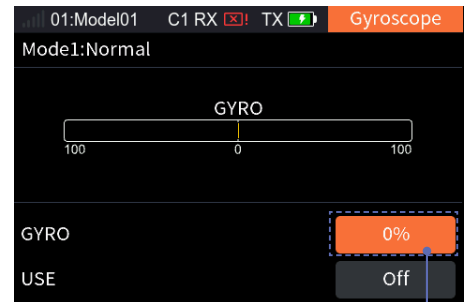 01:Model01 C1 RX ! TX Gyroscope
Mode1:Normal
GYRO
100 0 100
GYRO 0%
USE Off